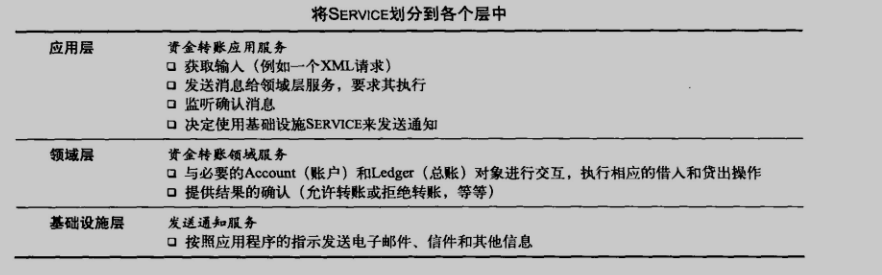 将SERVICE划分到各个层中
应用层 资金转账应用服务
□ 获取输入（例如一个XML请求）
□ 发送消息给领域层服务，要求其执行
□ 监听确认消息
□ 决定使用基础设施SERVICE来发送通知
领域层 资金转账领域服务
□ 与必要的Account（账户）和Ledger（总账）对象进行交互，执行相应的借入和贷出操作
□ 提供结果的确认（允许转账或拒绝转账，等等）
基础设施层 发送通知服务
□ 按照应用程序的指示发送电子邮件、信件和其他信息